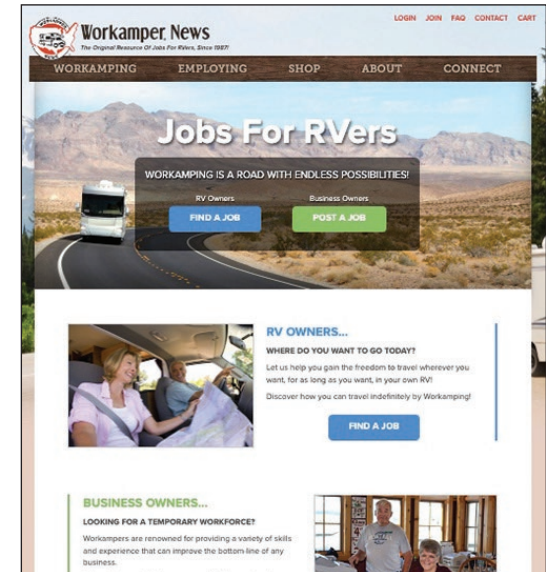 LOGIN JOIN FAQ CONTACT CART
Workamper News
The Original Resource Of Jobs For RVers, Since 1987!
WORKAMPING EMPLOYING SHOP ABOUT CONNECT
Jobs For RVers
WORKAMPING IS A ROAD WITH ENDLESS POSSIBILITIES!
RV Owners Business Owners
FIND A JOB POST A JOB
RV OWNERS...
WHERE DO YOU WANT TO GO TODAY?
Let us help you gain the freedom to travel wherever you
want, for as long as you want, in your own RV!
Discover how you can travel indefinitely by Workamping!
FIND A JOB
BUSINESS OWNERS...
LOOKING FOR A TEMPORARY WORKFORCE?
Workampers are renowned for providing a variety of skills
and experience that can improve the bottom-line of any
business.